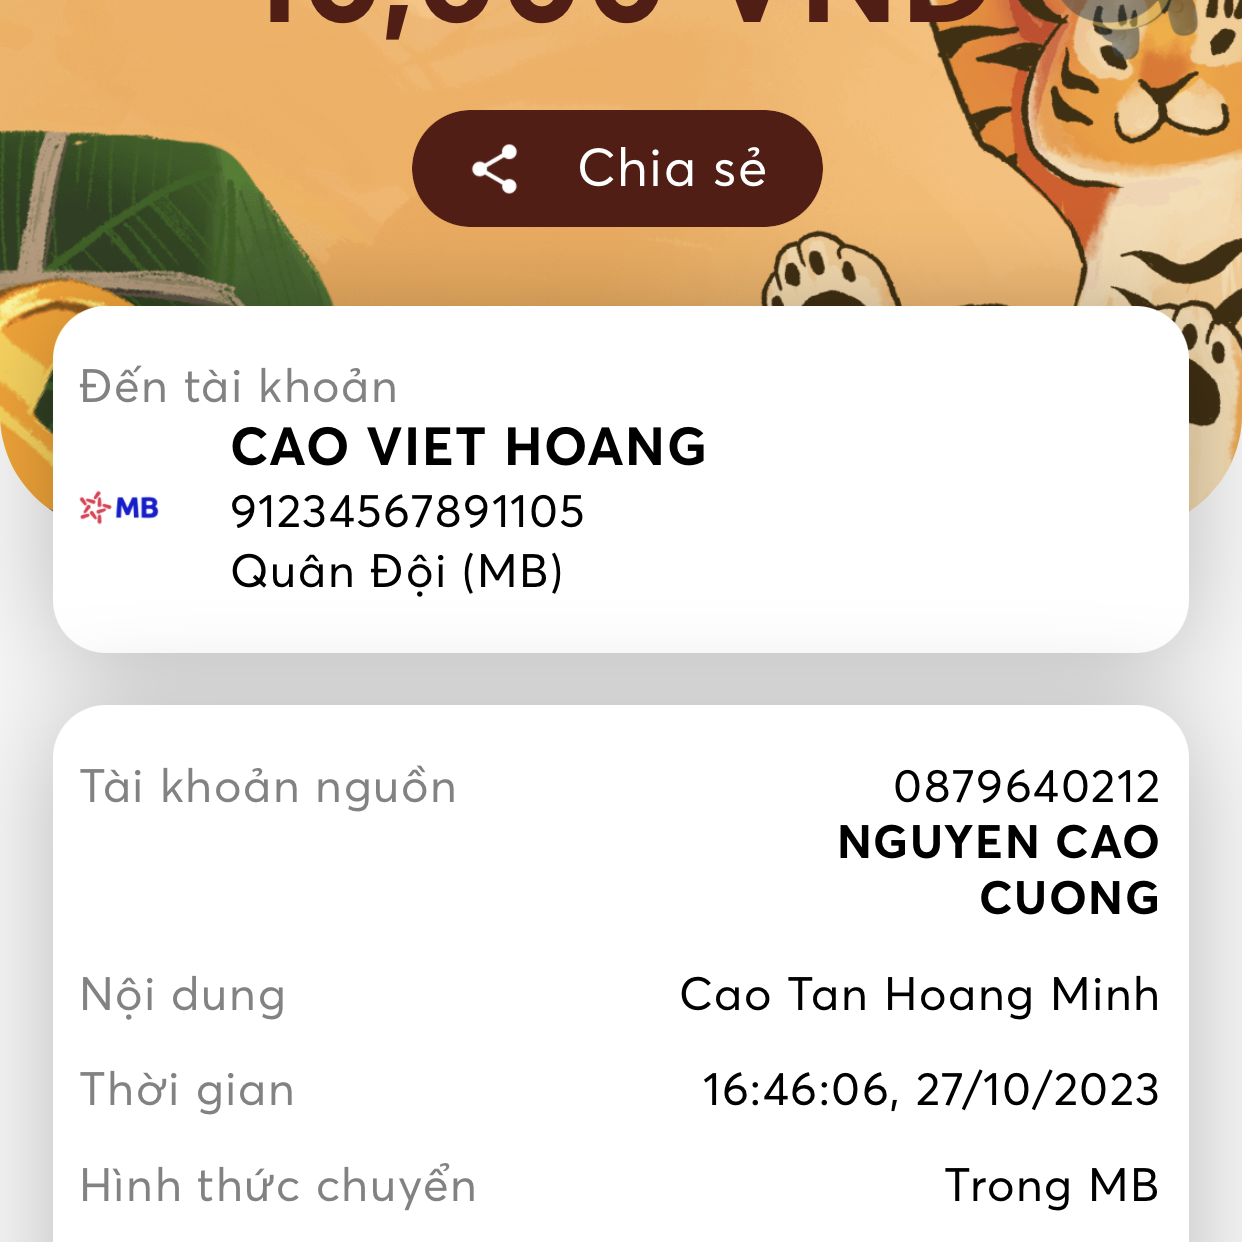 VND
Chia sẻ
Đến tài khoản
CAO VIET HOANG
MB
91234567891105
Quân Đội (MB)
Tài khoản nguồn
0879640212
NGUYEN CAO
CUONG
Nội dung
Cao Tan Hoang Minh
Thời gian
16:46:06, 27/10/2023
Hình thức chuyển
Trong MB